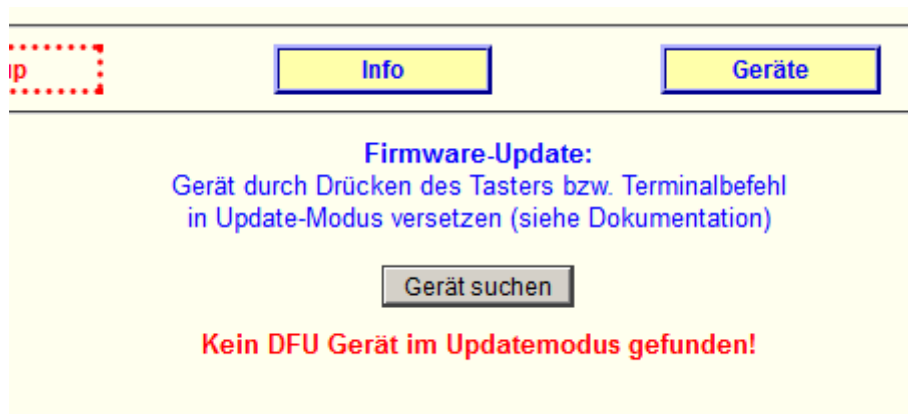 up
Info
Geräte
Firmware-Update:
Gerät durch Drücken des Tasters bzw. Terminalbefehl
in Update-Modus versetzen (siehe Dokumentation)
Gerät suchen
Kein DFU Gerät im Updatemodus gefunden!